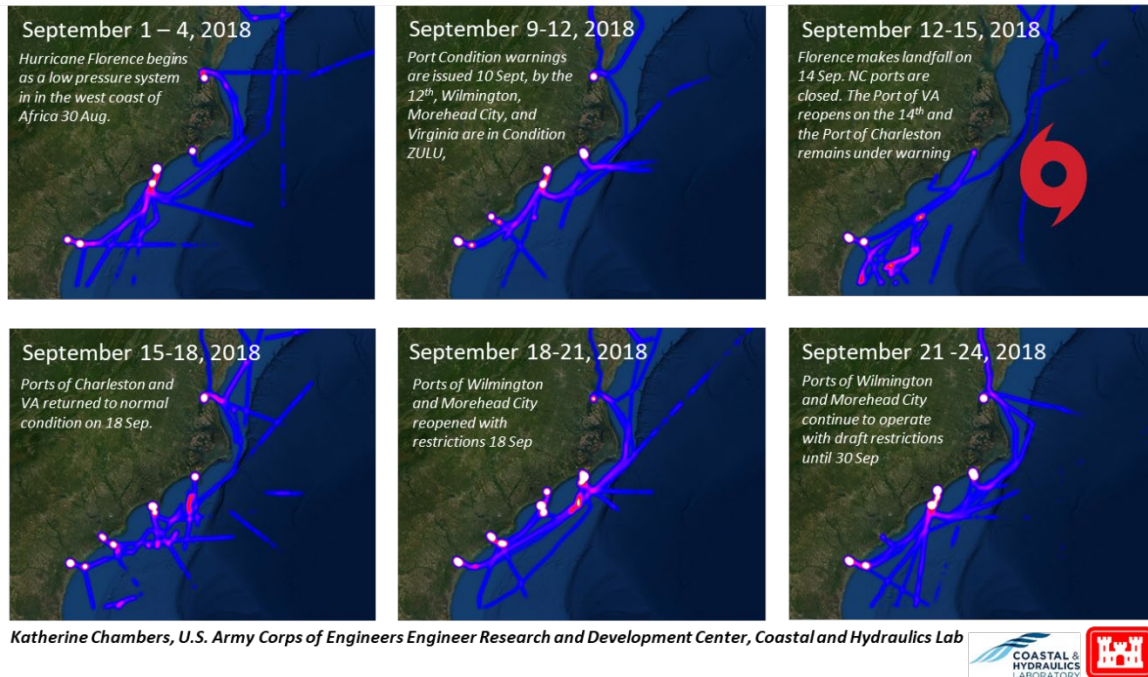 September 1 – 4, 2018
Hurricane Florence begins
as a low pressure system
in in the west coast of
Africa 30 Aug.
September 9-12, 2018
Port Condition warnings
are issued 10 Sept, by the
12th, Wilmington,
Morehead City, and
Virginia are in Condition
ZULU,
September 12-15, 2018
Florence makes landfall on
14 Sep. NC ports are
closed. The Port of VA
reopens on the 14th and
the Port of Charleston
remains under warning
September 15-18, 2018
Ports of Charleston and
VA returned to normal
condition on 18 Sep.
September 18-21, 2018
Ports of Wilmington
and Morehead City
reopened with
restrictions 18 Sep
September 21 -24, 2018
Ports of Wilmington
and Morehead City
continue to operate
with draft restrictions
until 30 Sep
Katherine Chambers, U.S. Army Corps of Engineers Engineer Research and Development Center, Coastal and Hydraulics Lab
COASTAL &
HYDRAULICS
LABORATORY